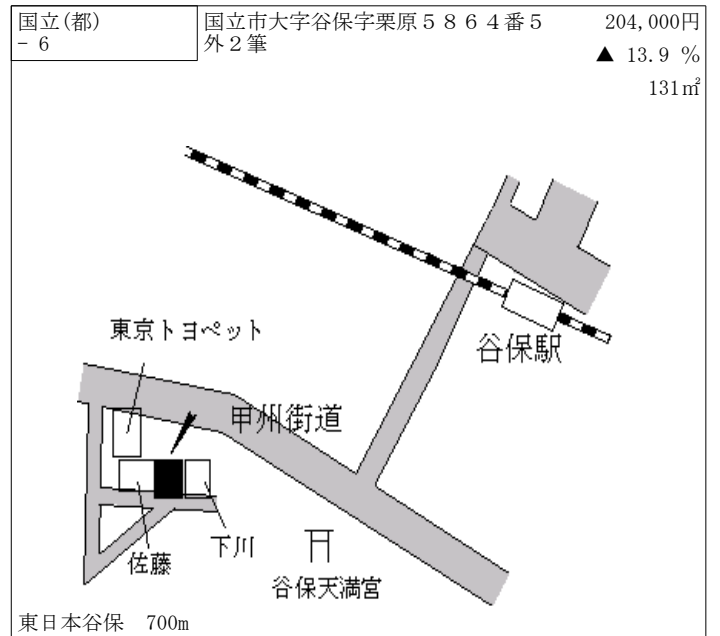 国立(都)
- 6
国立市大字谷保字栗原５８６４番５
外２筆
204,000円
▲ 13.9 %
131㎡
東京トヨペット
谷保駅
甲州街道
下川
佐藤
谷保天満宮
東日本谷保　700m